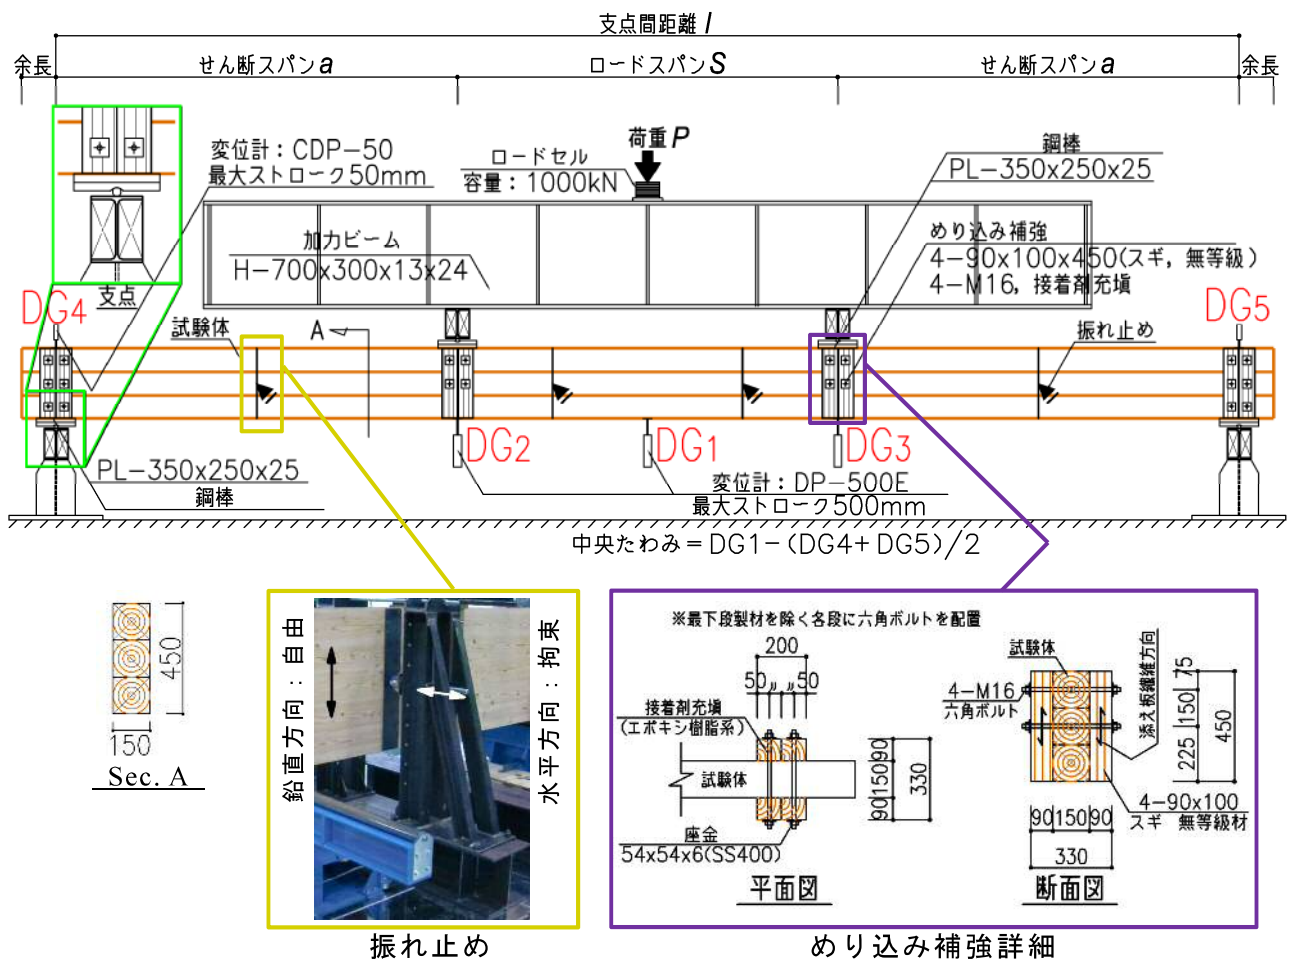 支点間距離 l
余長
せん断スパンa
ロードスパンS
せん断スパンa
余長
変位計：CDP-50
最大ストローク50mm
ロードセル
容量：1000kN
荷重P
鋼棒
PL-350x250x25
加力ビーム
H-700x300x13x24
めり込み補強
4-90x100x450(スギ，無等級)
4-M16，接着剤充填
支点
DG4
試験体
A
振れ止め
DG5
DG2
DG1
DG3
PL-350x250x25
鋼棒
変位計：DP-500E
最大ストローク500mm
中央たわみ＝DG1-(DG4+DG5)/2
450
150
Sec. A
鉛直方向：自由
水平方向：拘束
振れ止め
※最下段製材を除く各段に六角ボルトを配置
200
50 〃 〃 50
接着剤充填
(エポキシ樹脂系)
試験体
90 150 90
330
座金
54x54x6(SS400)
平面図
試験体
4-M16
六角ボルト
添え板繊維方向
75
150
225
450
4-90x100
スギ 無等級材
90 150 90
330
断面図
めり込み補強詳細